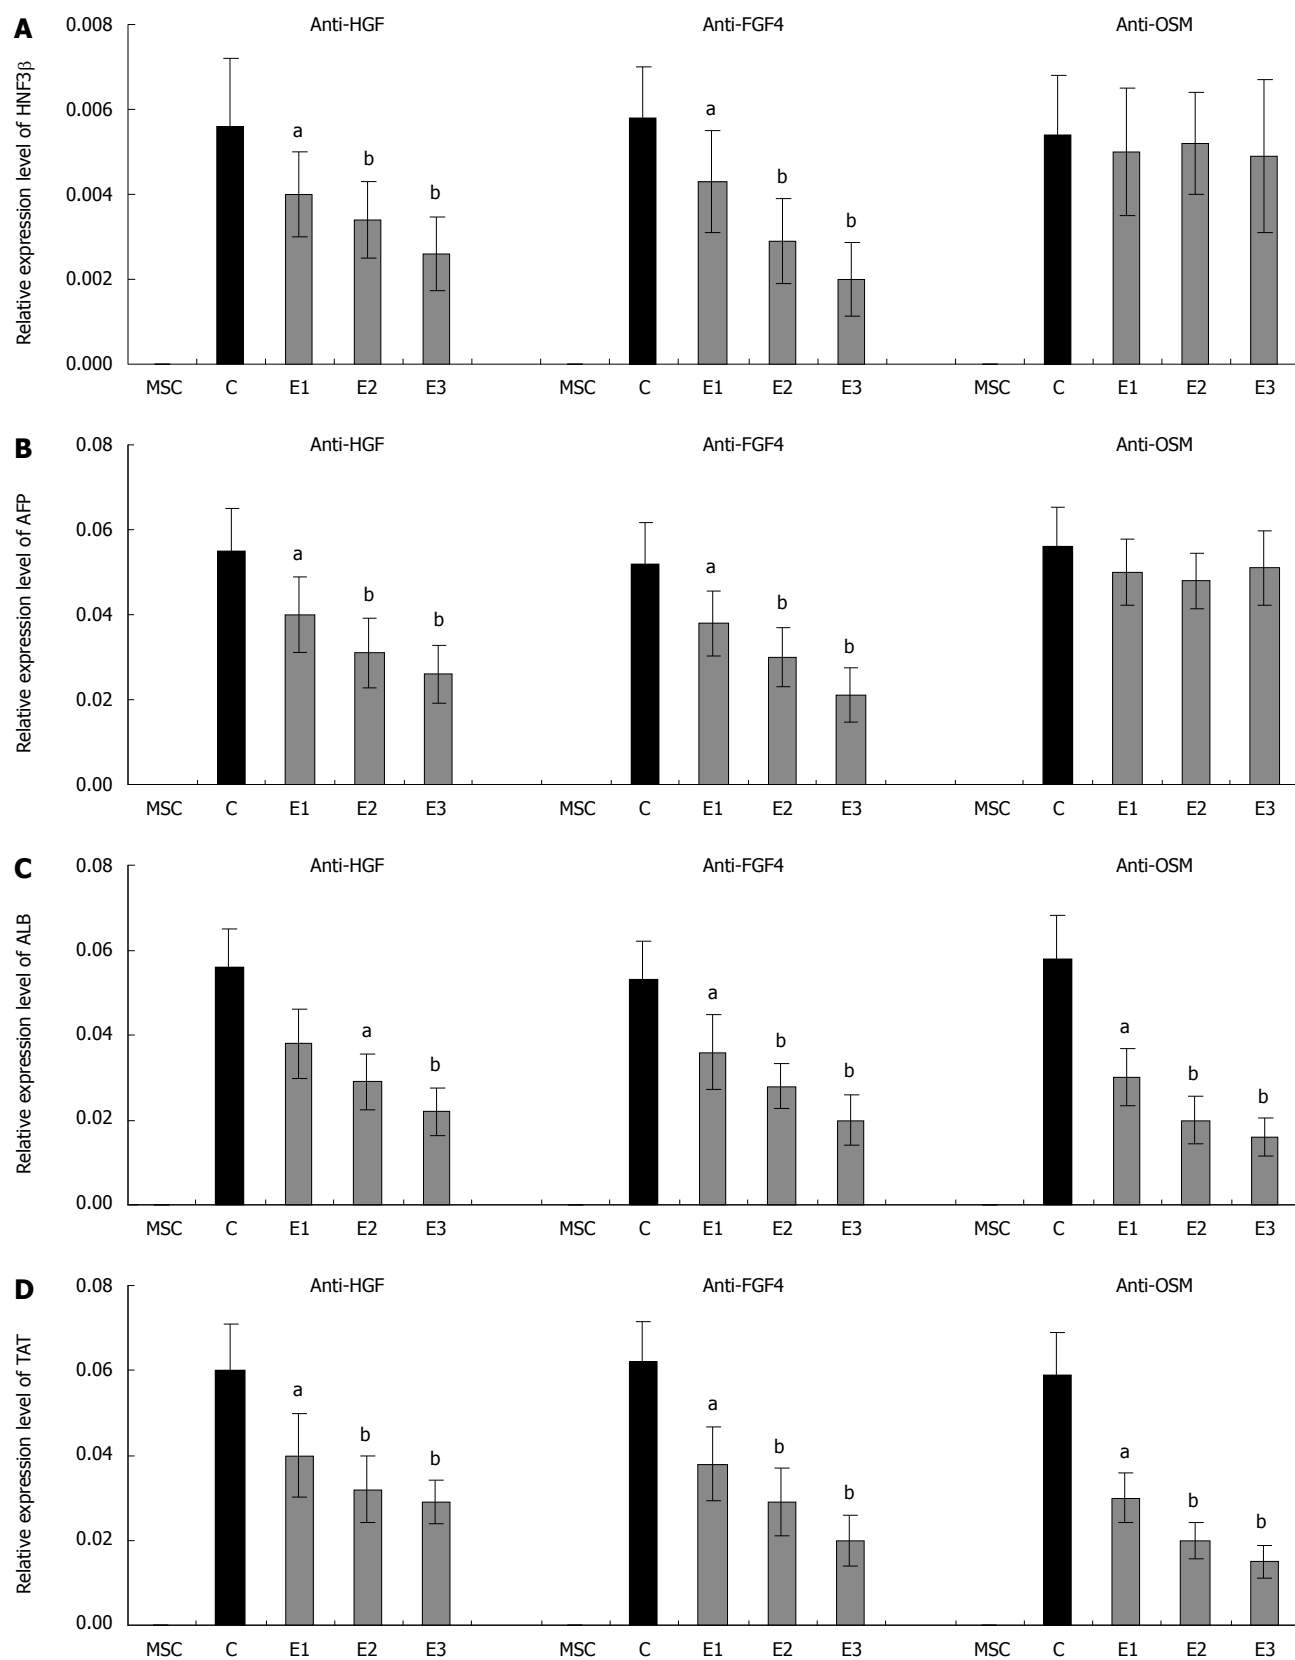 A
Anti-HGF Anti-FGF4 Anti-OSM
Relative expression level of HNF3β
0.008
0.006
0.004
0.002
0.000
a b b a b b
MSC C E1 E2 E3 MSC C E1 E2 E3 MSC C E1 E2 E3
B
Anti-HGF Anti-FGF4 Anti-OSM
Relative expression level of AFP
0.08
0.06
0.04
0.02
0.00
a b b a b b
MSC C E1 E2 E3 MSC C E1 E2 E3 MSC C E1 E2 E3
C
Anti-HGF Anti-FGF4 Anti-OSM
Relative expression level of ALB
0.08
0.06
0.04
0.02
0.00
a b a b b a b b
MSC C E1 E2 E3 MSC C E1 E2 E3 MSC C E1 E2 E3
D
Anti-HGF Anti-FGF4 Anti-OSM
Relative expression level of TAT
0.08
0.06
0.04
0.02
0.00
a b b a b b a b b
MSC C E1 E2 E3 MSC C E1 E2 E3 MSC C E1 E2 E3